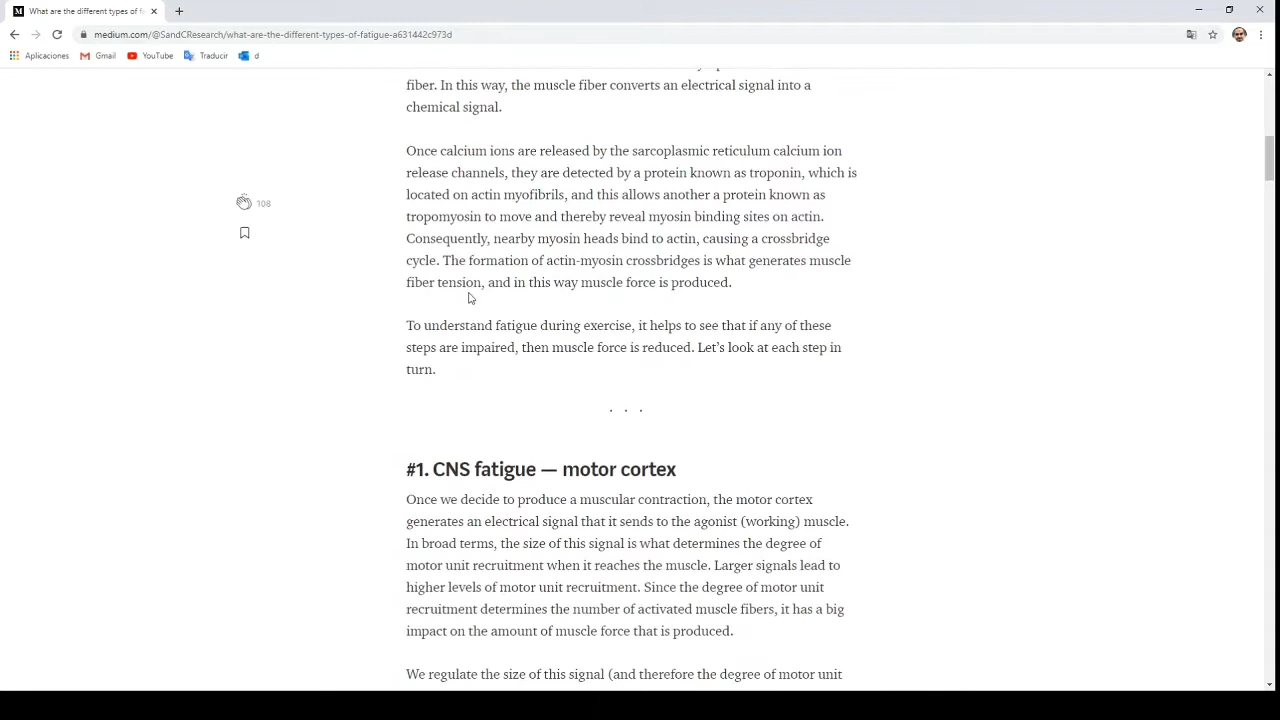 What are the different types of f
medium.com/@SandCResearch/what-are-the-different-types-of-fatigue-a631442c973d
Aplicaciones Gmail YouTube Traducir d
fiber. In this way, the muscle fiber converts an electrical signal into a
chemical signal.
Once calcium ions are released by the sarcoplasmic reticulum calcium ion
release channels, they are detected by a protein known as troponin, which is
located on actin myofibrils, and this allows another a protein known as
tropomyosin to move and thereby reveal myosin binding sites on actin.
Consequently, nearby myosin heads bind to actin, causing a crossbridge
cycle. The formation of actin-myosin crossbridges is what generates muscle
fiber tension, and in this way muscle force is produced.
108
To understand fatigue during exercise, it helps to see that if any of these
steps are impaired, then muscle force is reduced. Let’s look at each step in
turn.
. . .
#1. CNS fatigue — motor cortex
Once we decide to produce a muscular contraction, the motor cortex
generates an electrical signal that it sends to the agonist (working) muscle.
In broad terms, the size of this signal is what determines the degree of
motor unit recruitment when it reaches the muscle. Larger signals lead to
higher levels of motor unit recruitment. Since the degree of motor unit
recruitment determines the number of activated muscle fibers, it has a big
impact on the amount of muscle force that is produced.
We regulate the size of this signal (and therefore the degree of motor unit